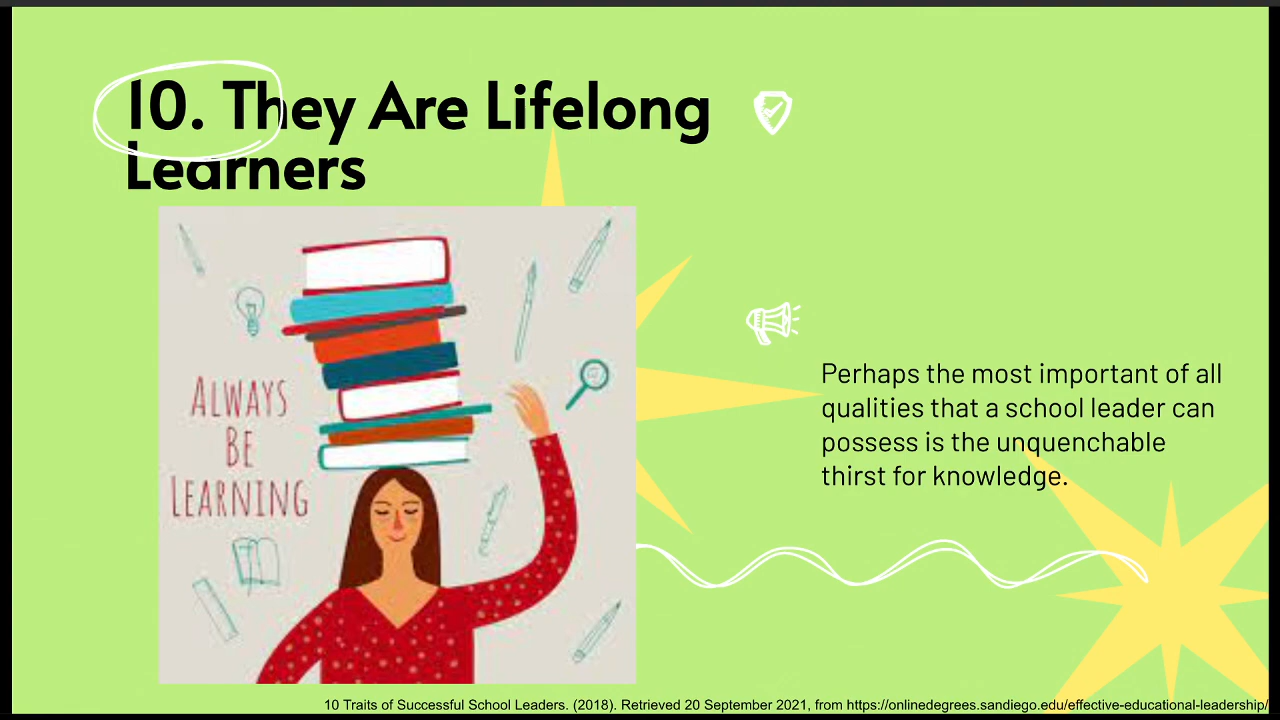 10. They Are Lifelong
Learners
ALWAYS
BE
LEARNING
Perhaps the most important of all
qualities that a school leader can
possess is the unquenchable
thirst for knowledge.
10 Traits of Successful School Leaders. (2018). Retrieved 20 September 2021, from https://onlinedegrees.sandiego.edu/effective-educational-leadership/